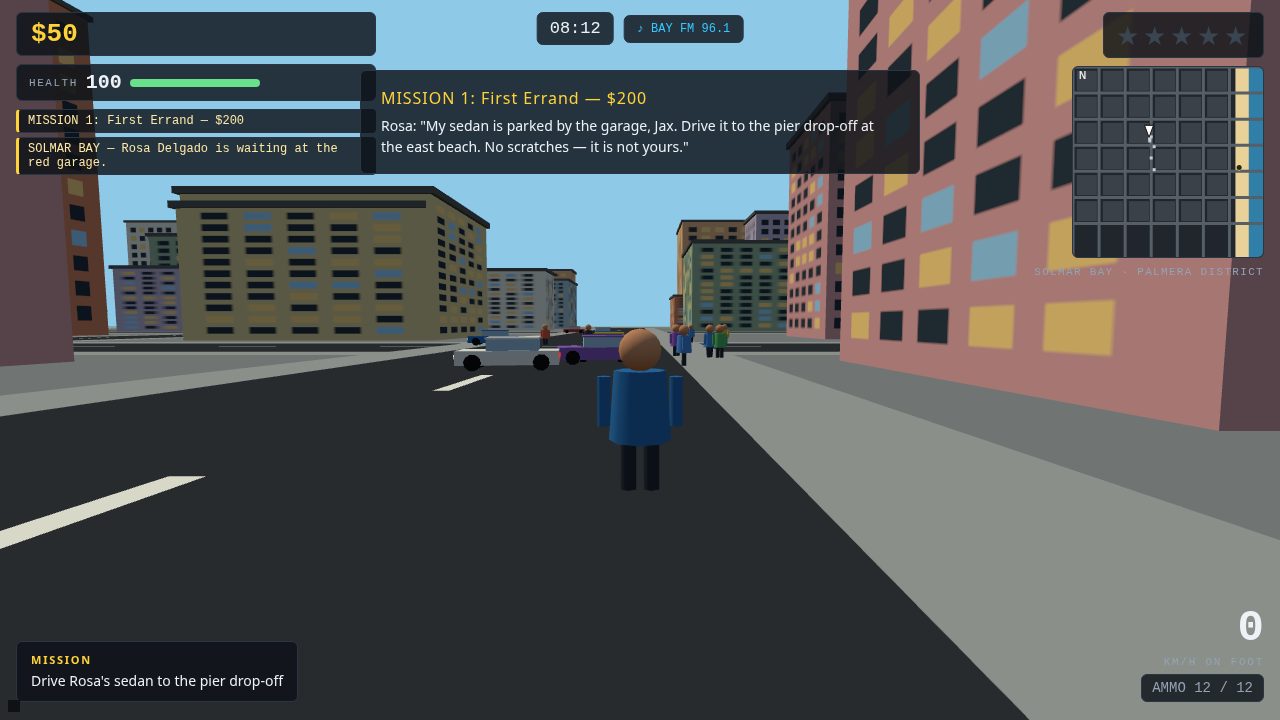 $50
08:12
♪ BAY FM 96.1
★★★★★
HEALTH 100
N
MISSION 1: First Errand — $200
SOLMAR BAY — Rosa Delgado is waiting at the
red garage.
MISSION 1: First Errand — $200
Rosa: "My sedan is parked by the garage, Jax. Drive it to the pier drop-off at
the east beach. No scratches — it is not yours."
SOLMAR BAY · PALMERA DISTRICT
MISSION
Drive Rosa's sedan to the pier drop-off
0
KM/H ON FOOT
AMMO 12 / 12